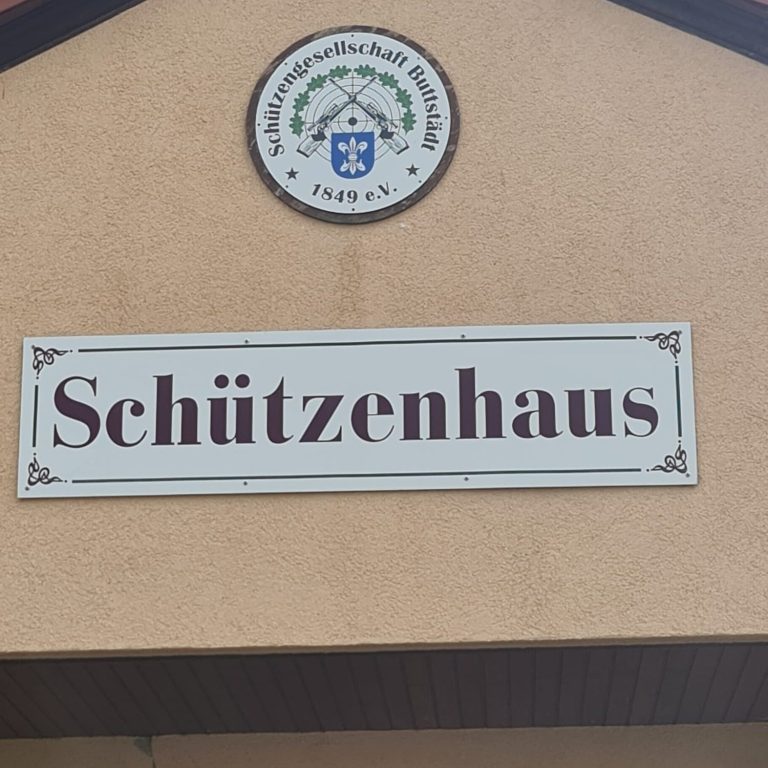 Schützengesellschaft Buttstädt
1849 e.V.
Schützenhaus